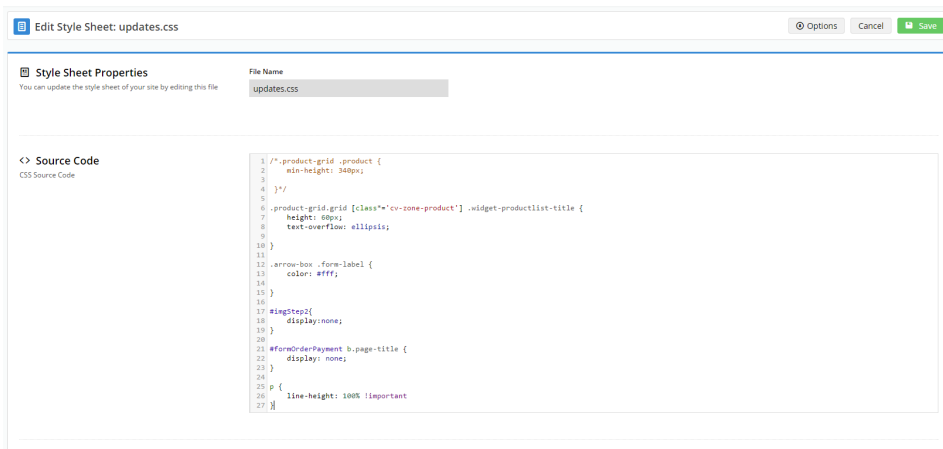 Edit Style Sheet: updates.css
Options
Cancel
Save
Style Sheet Properties
You can update the style sheet of your site by editing this file
File Name
updates.css
Source Code
CSS Source Code
1 /*.product-grid .product {
2     min-height: 340px;
3
4  }*/
5
6 .product-grid.grid [class*='cv-zone-product'] .widget-productlist-title {
7     height: 60px;
8     text-overflow: ellipsis;
9
10 }
11
12 .arrow-box .form-label {
13     color: #fff;
14
15 }
16
17 #imgStep2{
18     display:none;
19 }
20
21 #formOrderPayment b.page-title {
22     display: none;
23 }
24
25 p {
26     line-height: 100% !important
27 }